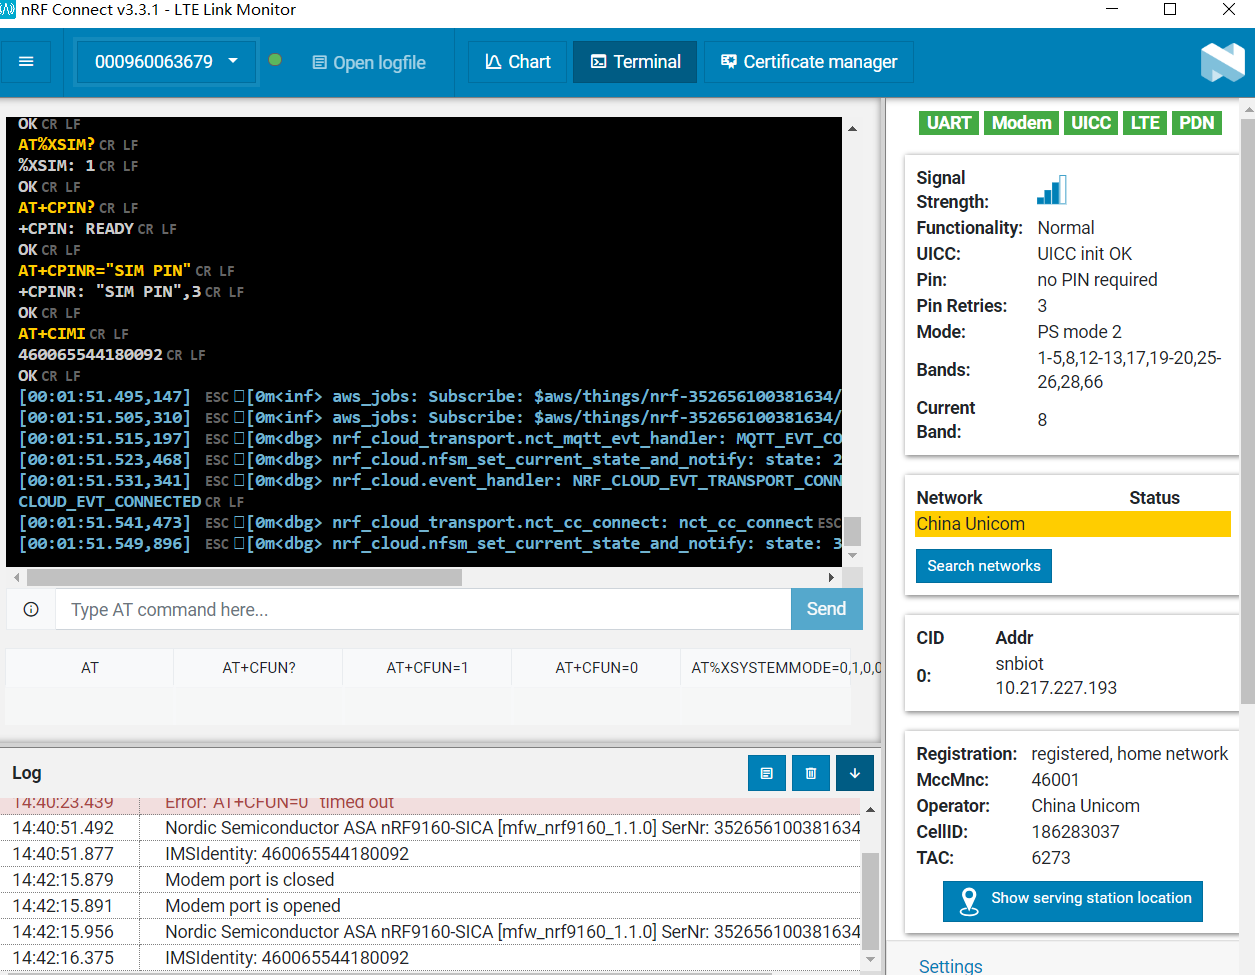 nRF Connect v3.3.1 - LTE Link Monitor
000960063679
Open logfile
Chart
Terminal
Certificate manager
OK CR LF
AT%XSIM? CR LF
%XSIM: 1 CR LF
OK CR LF
AT+CPIN? CR LF
+CPIN: READY CR LF
OK CR LF
AT+CPINR="SIM PIN" CR LF
+CPINR: "SIM PIN",3 CR LF
OK CR LF
AT+CIMI CR LF
460065544180092 CR LF
OK CR LF
[00:01:51.495,147] ESC [0m<inf> aws_jobs: Subscribe: $aws/things/nrf-352656100381634/
[00:01:51.505,310] ESC [0m<inf> aws_jobs: Subscribe: $aws/things/nrf-352656100381634/
[00:01:51.515,197] ESC [0m<dbg> nrf_cloud_transport.nct_mqtt_evt_handler: MQTT_EVT_CO
[00:01:51.523,468] ESC [0m<dbg> nrf_cloud.nfsm_set_current_state_and_notify: state: 2
[00:01:51.531,341] ESC [0m<dbg> nrf_cloud.event_handler: NRF_CLOUD_EVT_TRANSPORT_CONN
CLOUD_EVT_CONNECTED CR LF
[00:01:51.541,473] ESC [0m<dbg> nrf_cloud_transport.nct_cc_connect: nct_cc_connect ESC
[00:01:51.549,896] ESC [0m<dbg> nrf_cloud.nfsm_set_current_state_and_notify: state: 3
Type AT command here...
Send
AT
AT+CFUN?
AT+CFUN=1
AT+CFUN=0
AT%XSYSTEMMODE=0,1,0,0
Log
14:40:23.439 Error: 'AT+CFUN=0 ' timed out
14:40:51.492 Nordic Semiconductor ASA nRF9160-SICA [mfw_nrf9160_1.1.0] SerNr: 352656100381634
14:40:51.877 IMSIdentity: 460065544180092
14:42:15.879 Modem port is closed
14:42:15.891 Modem port is opened
14:42:15.956 Nordic Semiconductor ASA nRF9160-SICA [mfw_nrf9160_1.1.0] SerNr: 352656100381634
14:42:16.375 IMSIdentity: 460065544180092
UART Modem UICC LTE PDN
Signal
Strength:
Functionality: Normal
UICC: UICC init OK
Pin: no PIN required
Pin Retries: 3
Mode: PS mode 2
Bands: 1-5,8,12-13,17,19-20,25-
26,28,66
Current
Band: 8
Network Status
China Unicom
Search networks
CID Addr
0: snbiot
10.217.227.193
Registration: registered, home network
MccMnc: 46001
Operator: China Unicom
CellID: 186283037
TAC: 6273
Show serving station location
Settings